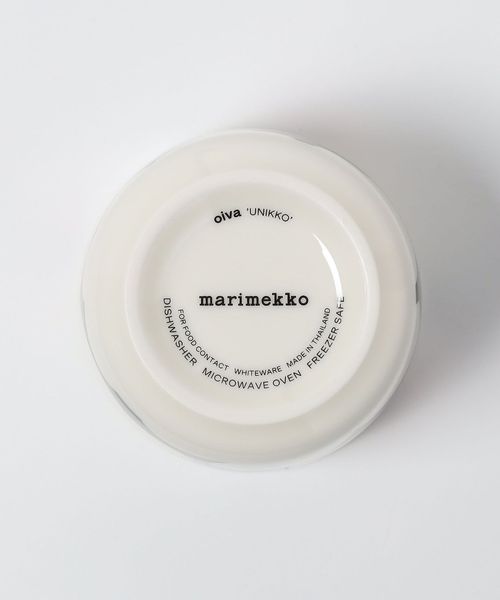 oiva 'UNIKKO'
marimekko
FOR FOOD CONTACT WHITEWARE MADE IN THAILAND
DISHWASHER MICROWAVE OVEN FREEZER SAFE